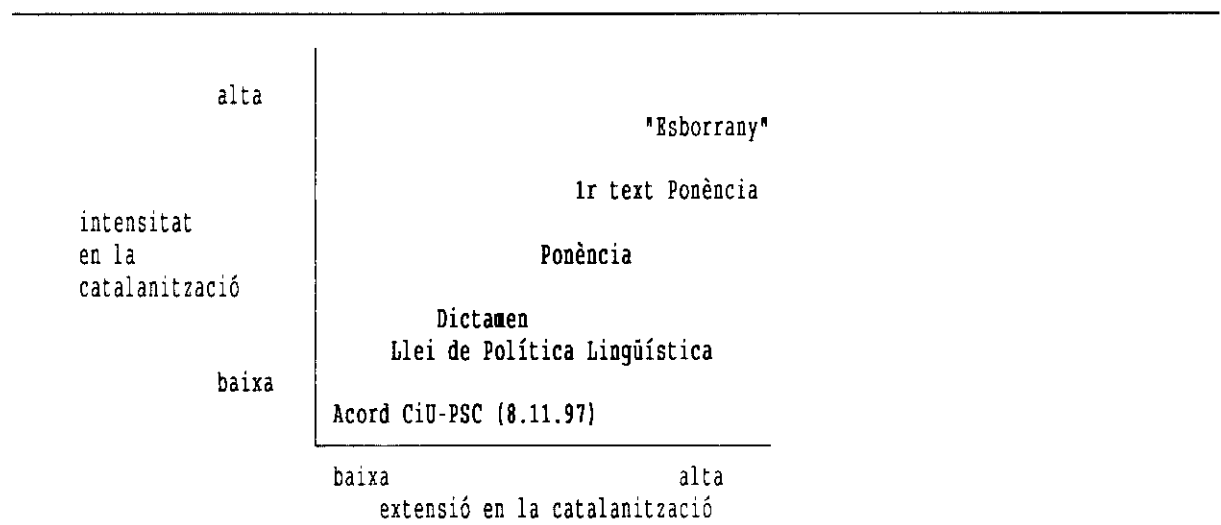 alta
"Esborrany"
1r text Ponència
intensitat
en la
catalanització
Ponència
Dictamen
Llei de Política Lingüística
baixa
Acord CiU-PSC (8.11.97)
baixa alta
extensió en la catalanització